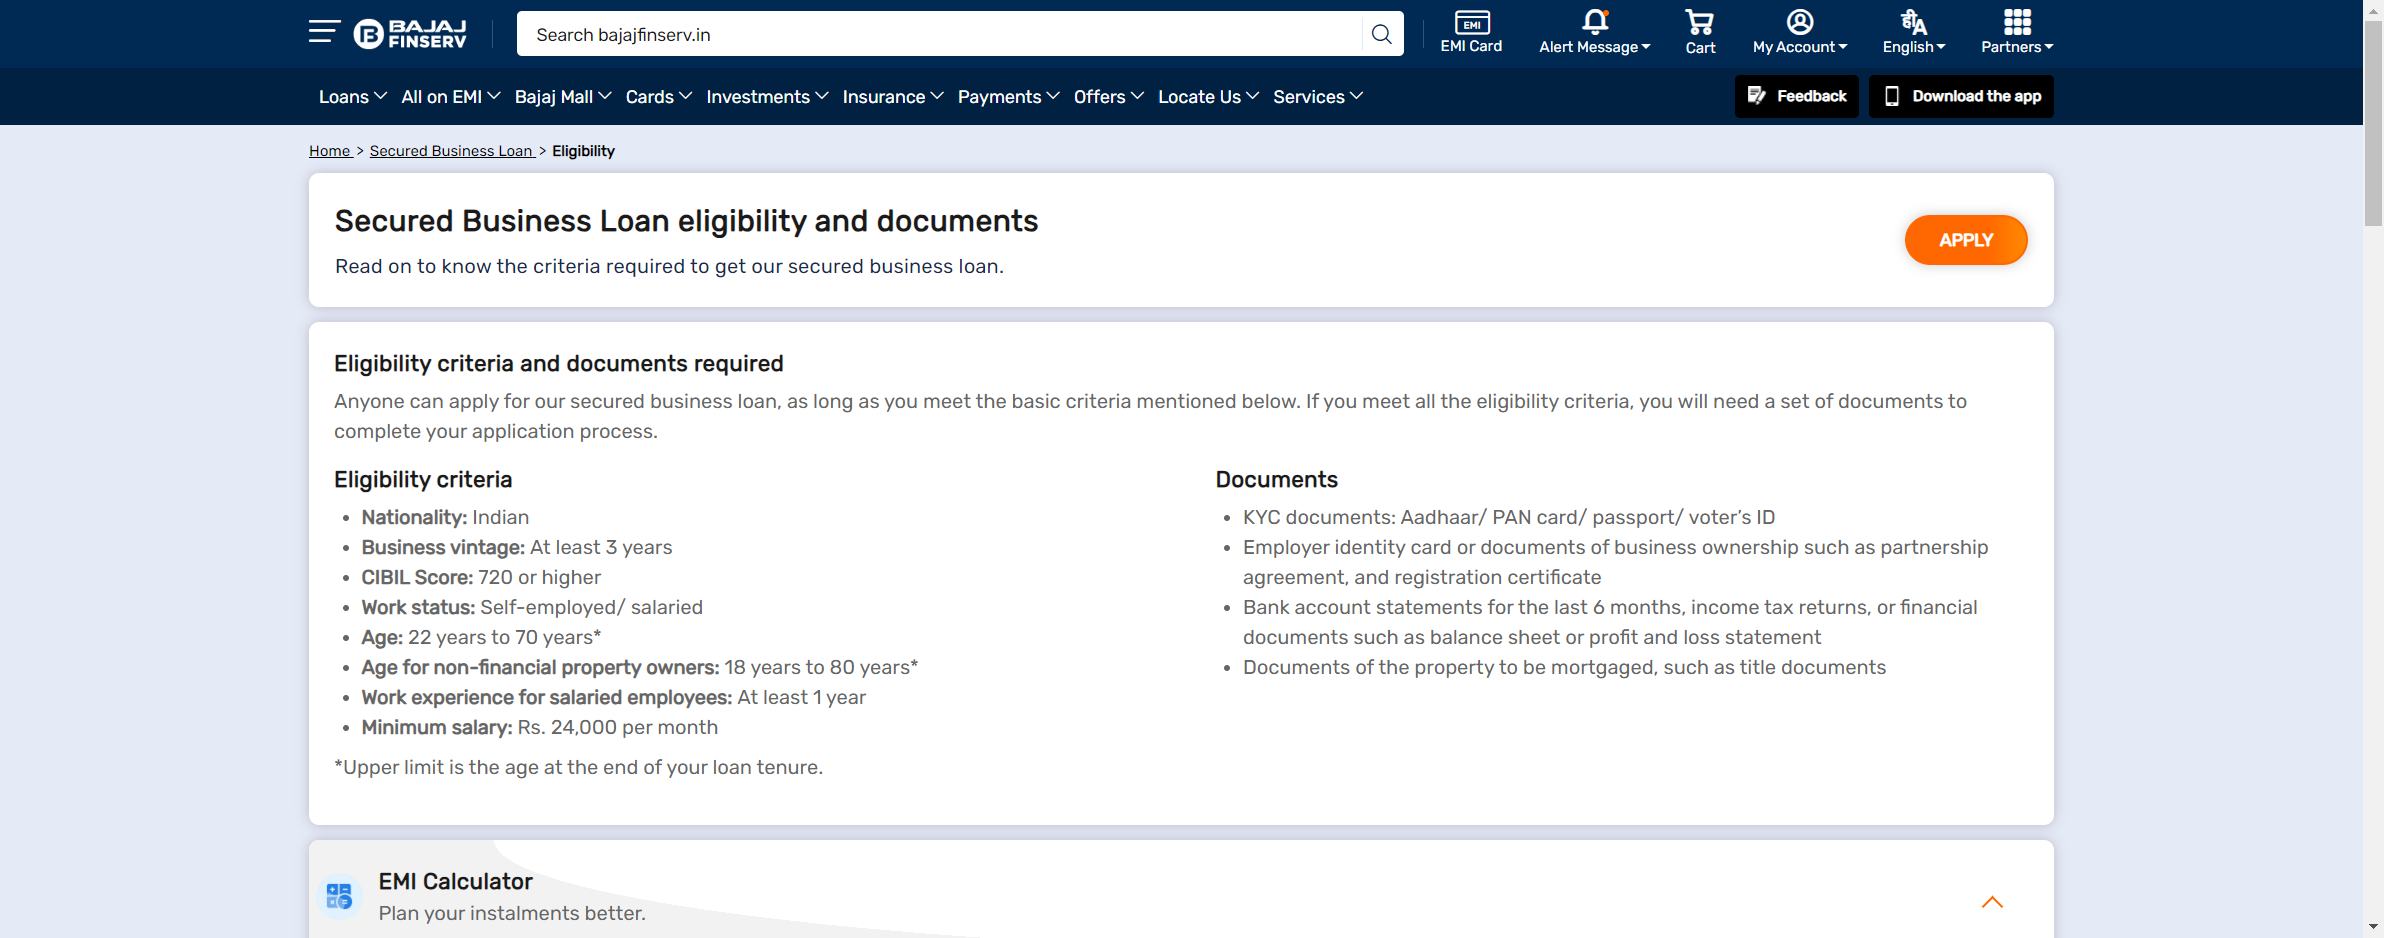 BAJAJ
FINSERV
Search bajajfinserv.in
EMI
EMI Card
Alert Message
Cart
My Account
हीA
English
Partners
Loans All on EMI Bajaj Mall Cards Investments Insurance Payments Offers Locate Us Services
Feedback
Download the app
Home > Secured Business Loan > Eligibility
Secured Business Loan eligibility and documents
Read on to know the criteria required to get our secured business loan.
APPLY
Eligibility criteria and documents required
Anyone can apply for our secured business loan, as long as you meet the basic criteria mentioned below. If you meet all the eligibility criteria, you will need a set of documents to
complete your application process.
Eligibility criteria
• Nationality: Indian
• Business vintage: At least 3 years
• CIBIL Score: 720 or higher
• Work status: Self-employed/ salaried
• Age: 22 years to 70 years*
• Age for non-financial property owners: 18 years to 80 years*
• Work experience for salaried employees: At least 1 year
• Minimum salary: Rs. 24,000 per month
*Upper limit is the age at the end of your loan tenure.
Documents
• KYC documents: Aadhaar/ PAN card/ passport/ voter’s ID
• Employer identity card or documents of business ownership such as partnership
agreement, and registration certificate
• Bank account statements for the last 6 months, income tax returns, or financial
documents such as balance sheet or profit and loss statement
• Documents of the property to be mortgaged, such as title documents
EMI Calculator
Plan your instalments better.